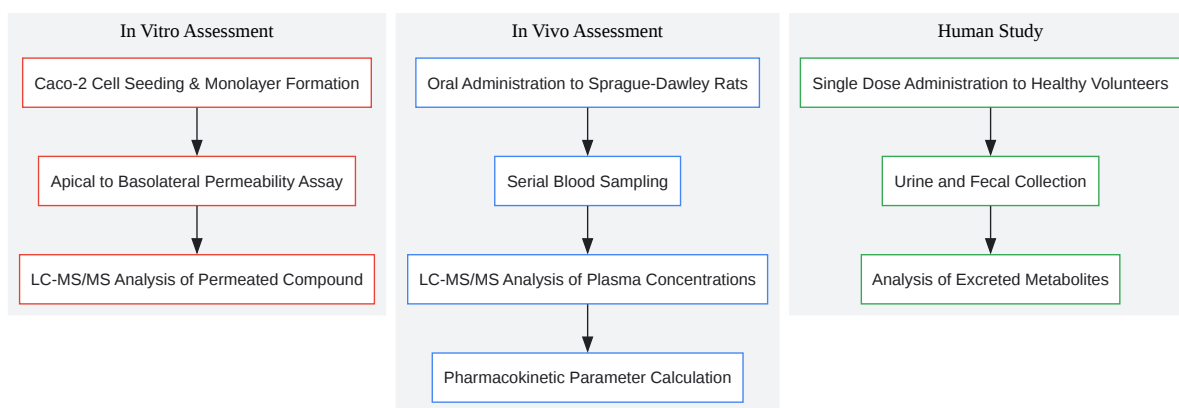 In Vitro Assessment
Caco-2 Cell Seeding & Monolayer Formation
Apical to Basolateral Permeability Assay
LC-MS/MS Analysis of Permeated Compound
In Vivo Assessment
Oral Administration to Sprague-Dawley Rats
Serial Blood Sampling
LC-MS/MS Analysis of Plasma Concentrations
Pharmacokinetic Parameter Calculation
Human Study
Single Dose Administration to Healthy Volunteers
Urine and Fecal Collection
Analysis of Excreted Metabolites